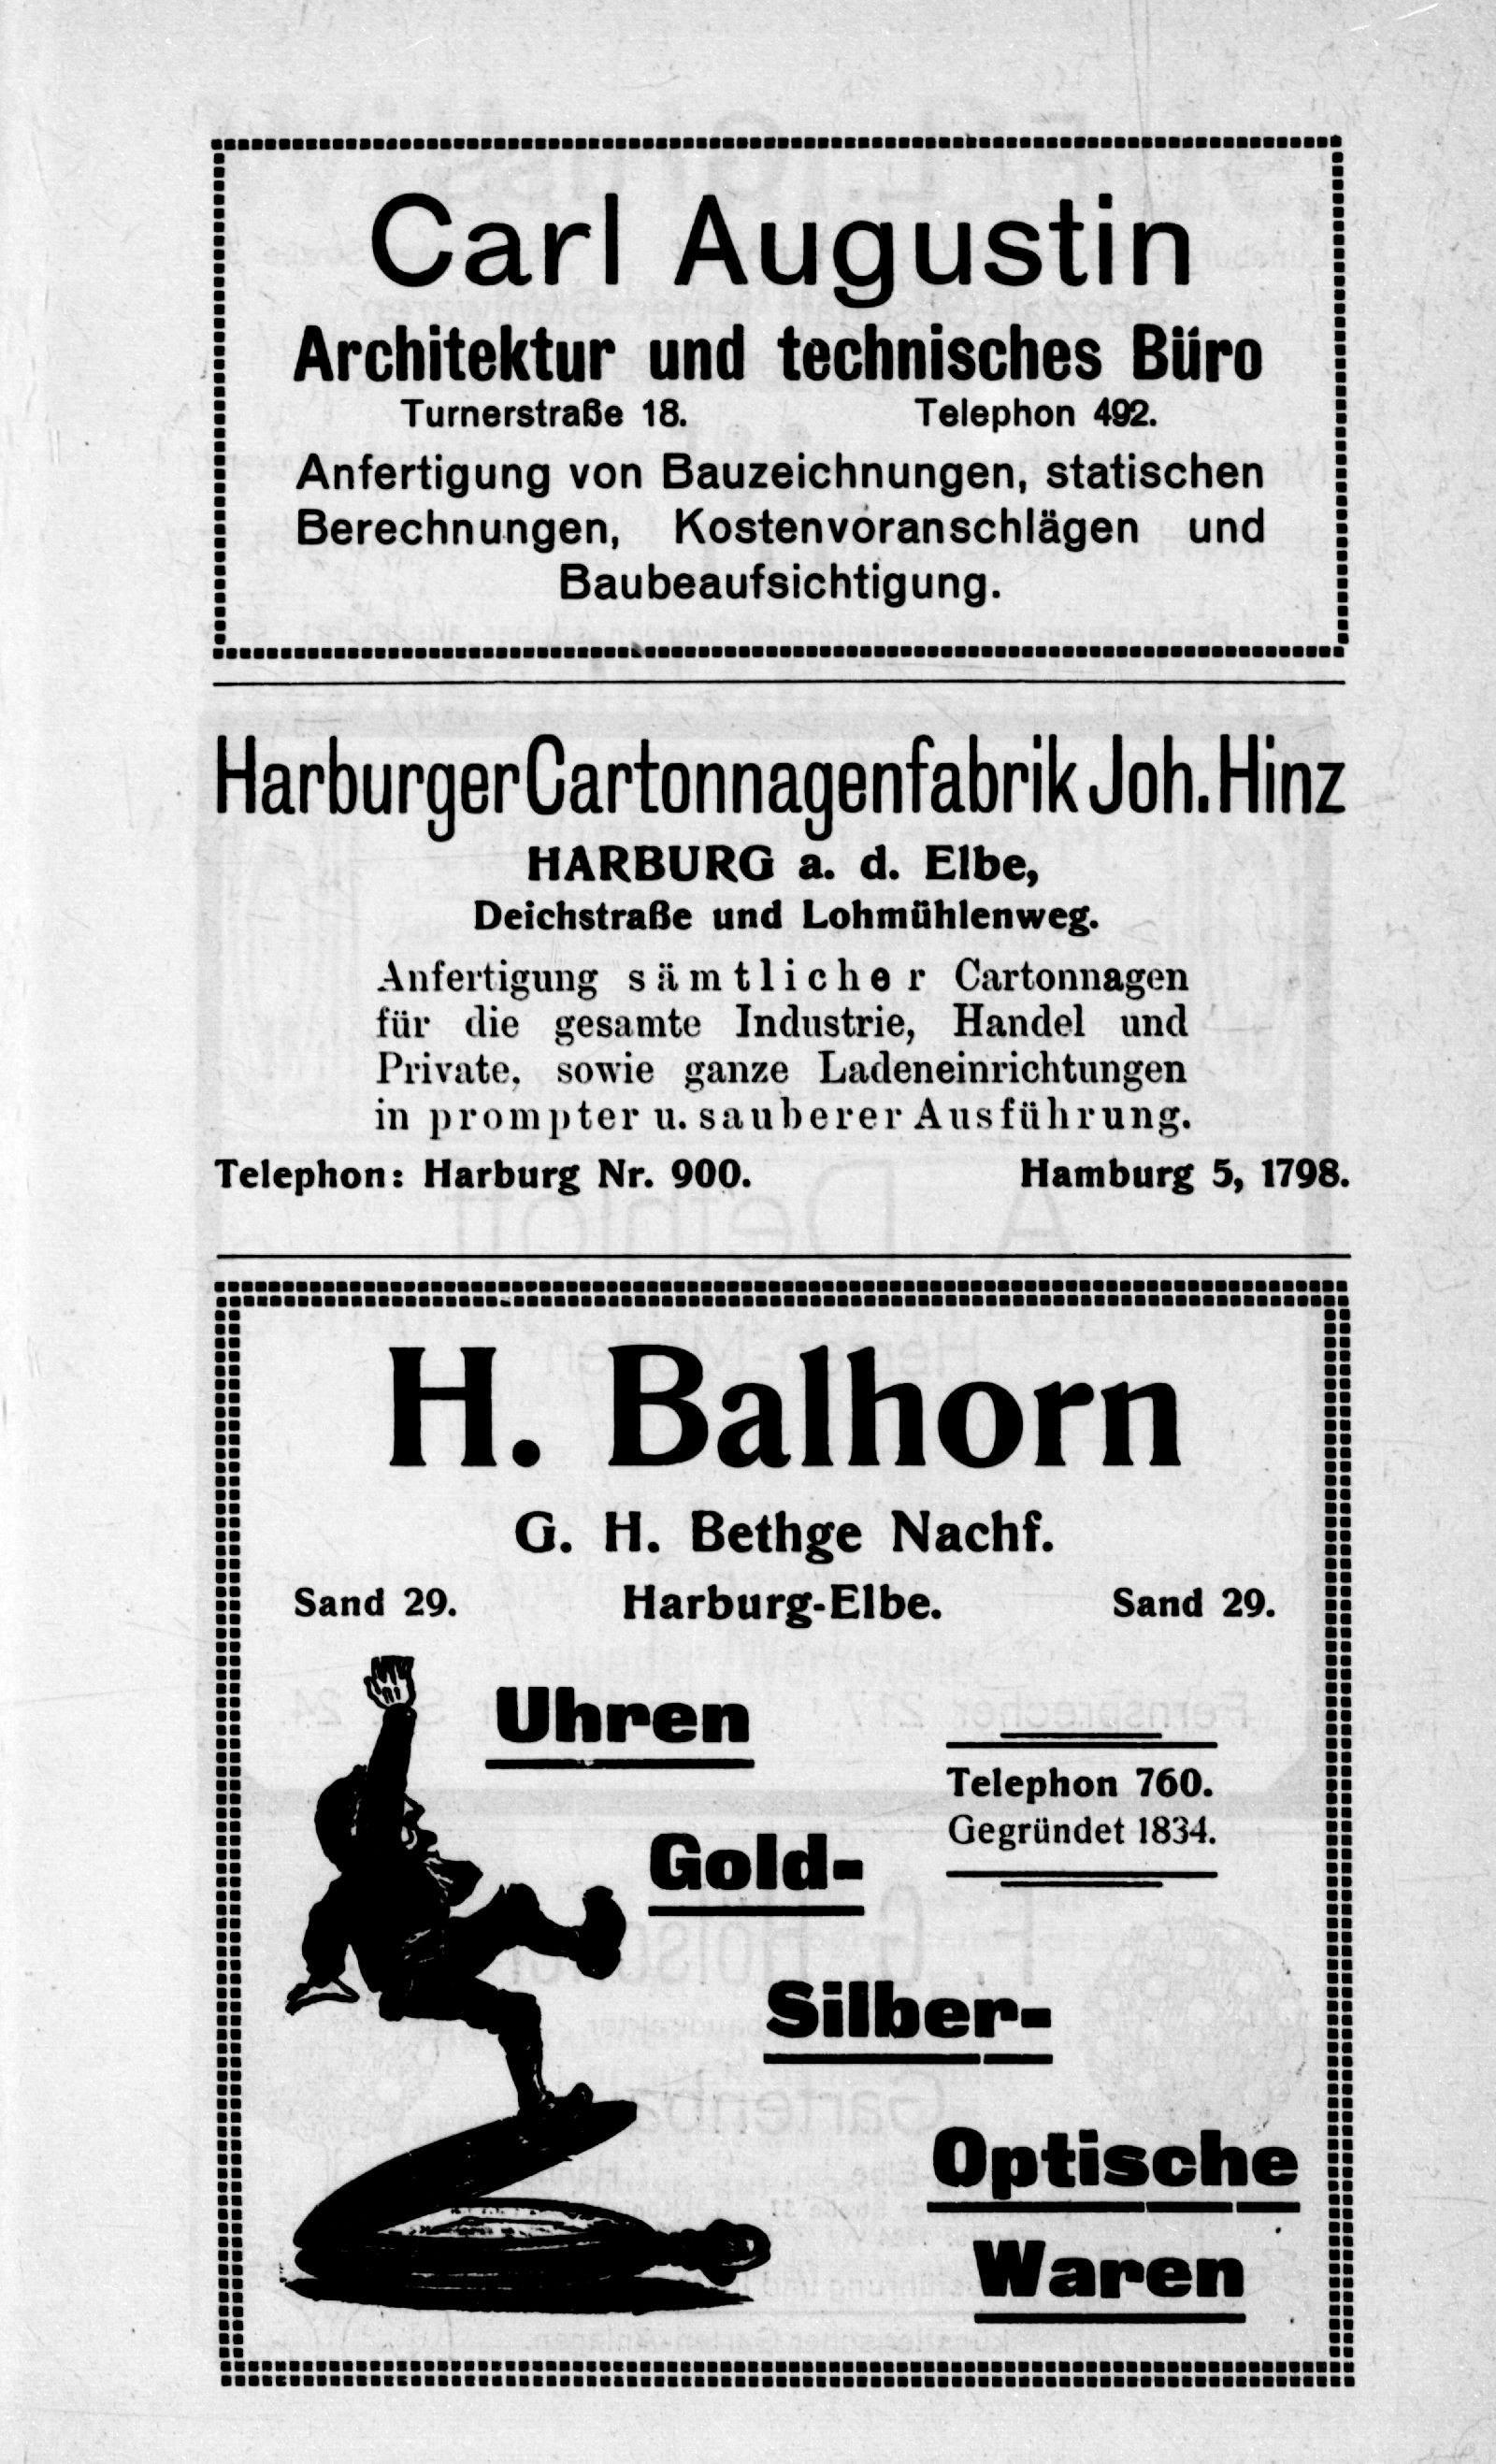 Carl Augustin
Architektur und technisches Büro
Turnerstraße 18. Telephon 492.
Anfertigung von Bauzeichnungen, statischen
Berechnungen, Kostenvoranschlägen und
Baubeaufsichtigung.
Harburger Cartonnagenfabrik Joh. Hinz
HARBURG a. d. Elbe,
Deichstraße und Lohmühlenweg.
Anfertigung sämtlicher Cartonnagen
für die gesamte Industrie, Handel und
Private, sowie ganze Ladeneinrichtungen
in prompter u. sauberer Ausführung.
Telephon: Harburg Nr. 900. Hamburg 5, 1798.
H. Balhorn
G. H. Bethge Nachf.
Sand 29. Harburg-Elbe. Sand 29.
Uhren
Telephon 760.
Gegründet 1834.
Gold-
Silber-
Optische
Waren